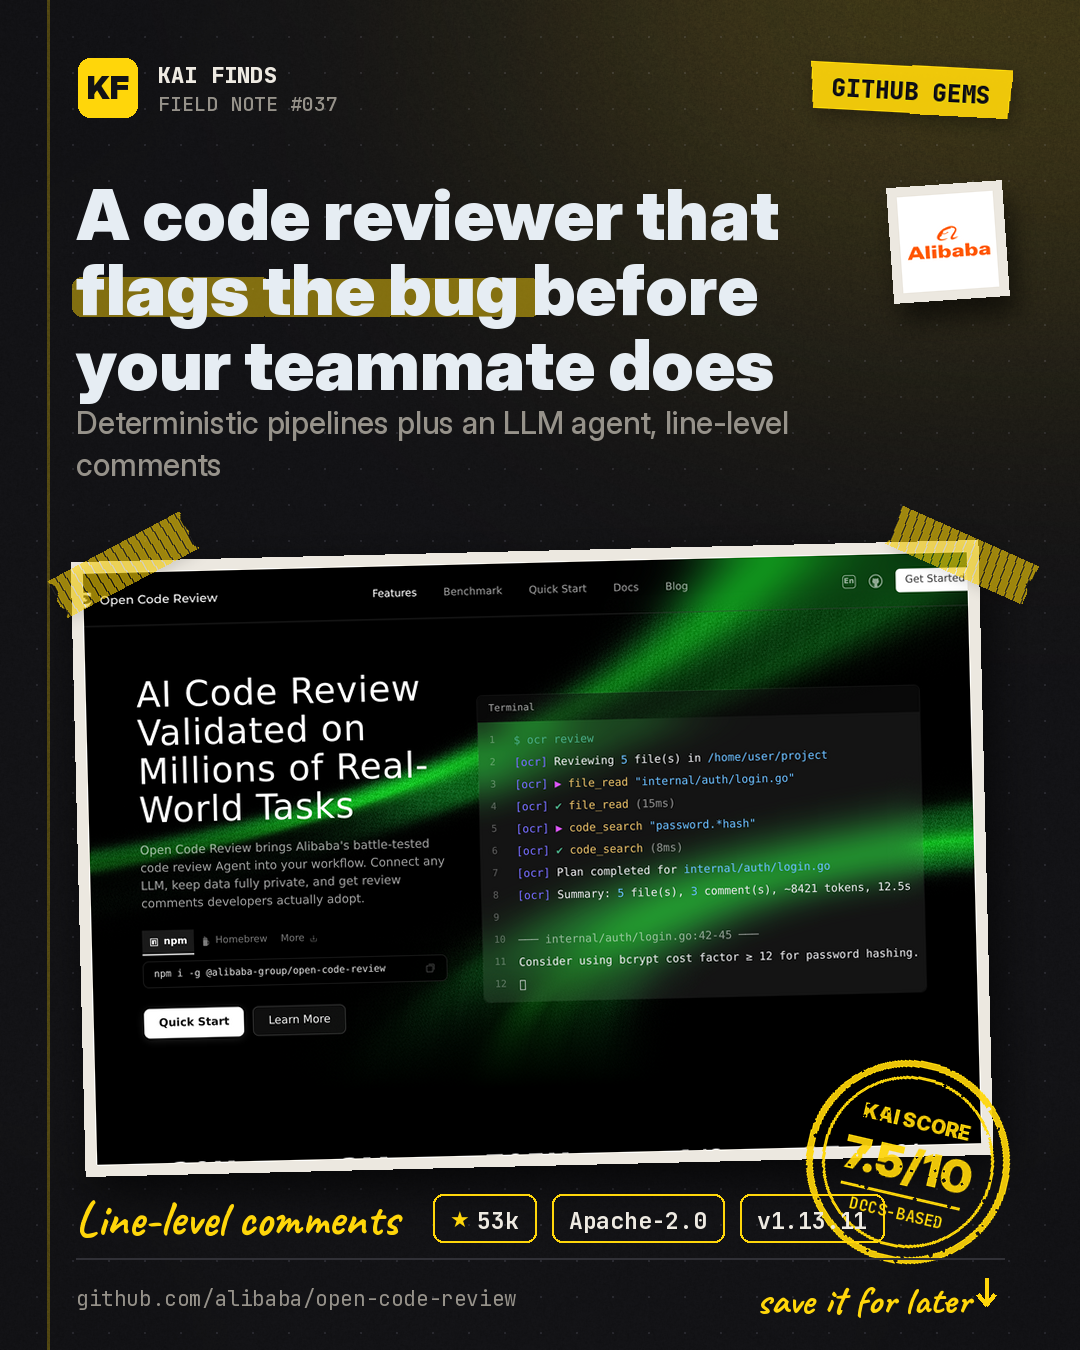 KF
KAI FINDS
FIELD NOTE #037
GITHUB GEMS
A code reviewer that
flags the bug before
your teammate does
Alibaba
Deterministic pipelines plus an LLM agent, line-level
comments
Open Code Review
Features Benchmark Quick Start Docs Blog
En
Get Started
AI Code Review
Validated on
Millions of Real-
World Tasks
Open Code Review brings Alibaba's battle-tested
code review Agent into your workflow. Connect any
LLM, keep data fully private, and get review
comments developers actually adopt.
npm Homebrew More
npm i -g @alibaba-group/open-code-review
Quick Start Learn More
Terminal
1 $ ocr review
2 [ocr] Reviewing 5 file(s) in /home/user/project
3 [ocr] ▶ file_read "internal/auth/login.go"
4 [ocr] ✓ file_read (15ms)
5 [ocr] ▶ code_search "password.*hash"
6 [ocr] ✓ code_search (8ms)
7 [ocr] Plan completed for internal/auth/login.go
8 [ocr] Summary: 5 file(s), 3 comment(s), ~8421 tokens, 12.5s
9
10 ─── internal/auth/login.go:42-45 ───
11 Consider using bcrypt cost factor ≥ 12 for password hashing.
12
KAI SCORE
7.5/10
DOCS-BASED
Line-level comments
★ 53k
Apache-2.0
v1.13.11
github.com/alibaba/open-code-review
save it for later ↓